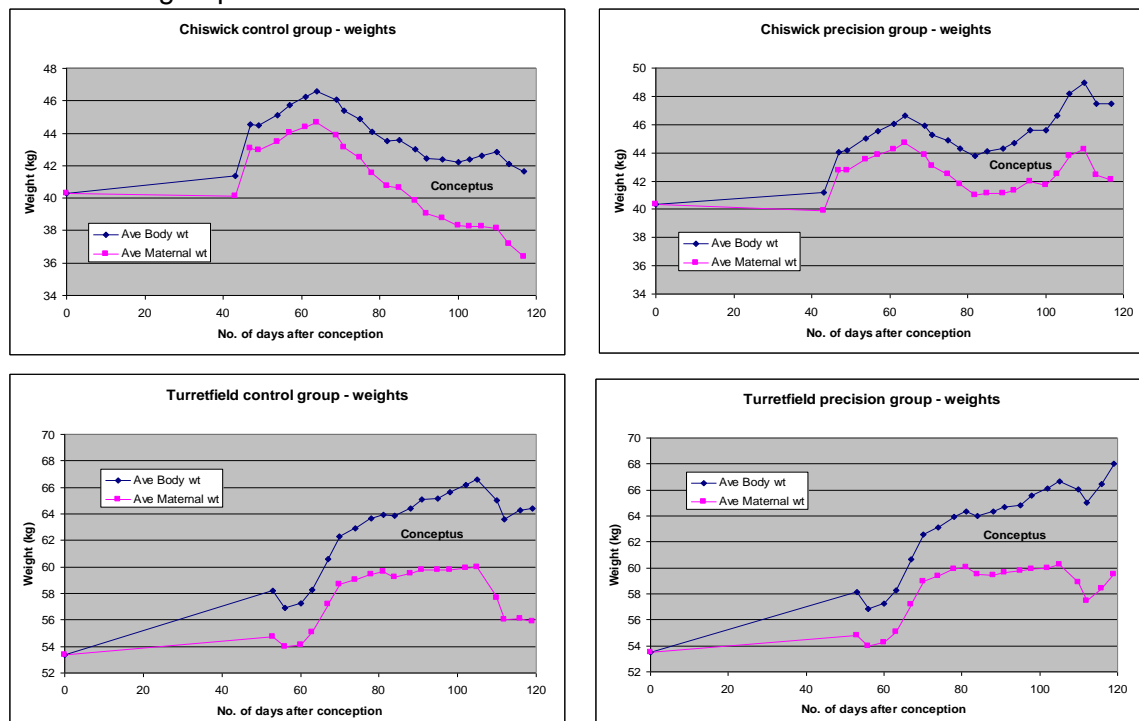 Chiswick control group - weights
48
46
44
42
40
38
36
34
Weight (kg)
Conceptus
Ave Body wt
Ave Maternal wt
0 20 40 60 80 100 120
No. of days after conception
Chiswick precision group - weights
50
48
46
44
42
40
38
36
34
Weight (kg)
Conceptus
Ave Body wt
Ave Maternal wt
0 20 40 60 80 100 120
No. of days after conception
Turretfield control group - weights
70
68
66
64
62
60
58
56
54
52
Weight (kg)
Ave Body wt
Ave Maternal wt
Conceptus
0 20 40 60 80 100 120
No. of days after conception
Turretfield precision group - weights
70
68
66
64
62
60
58
56
54
52
Weight (kg)
Ave Body wt
Ave Maternal wt
Conceptus
0 20 40 60 80 100 120
No. of days after conception